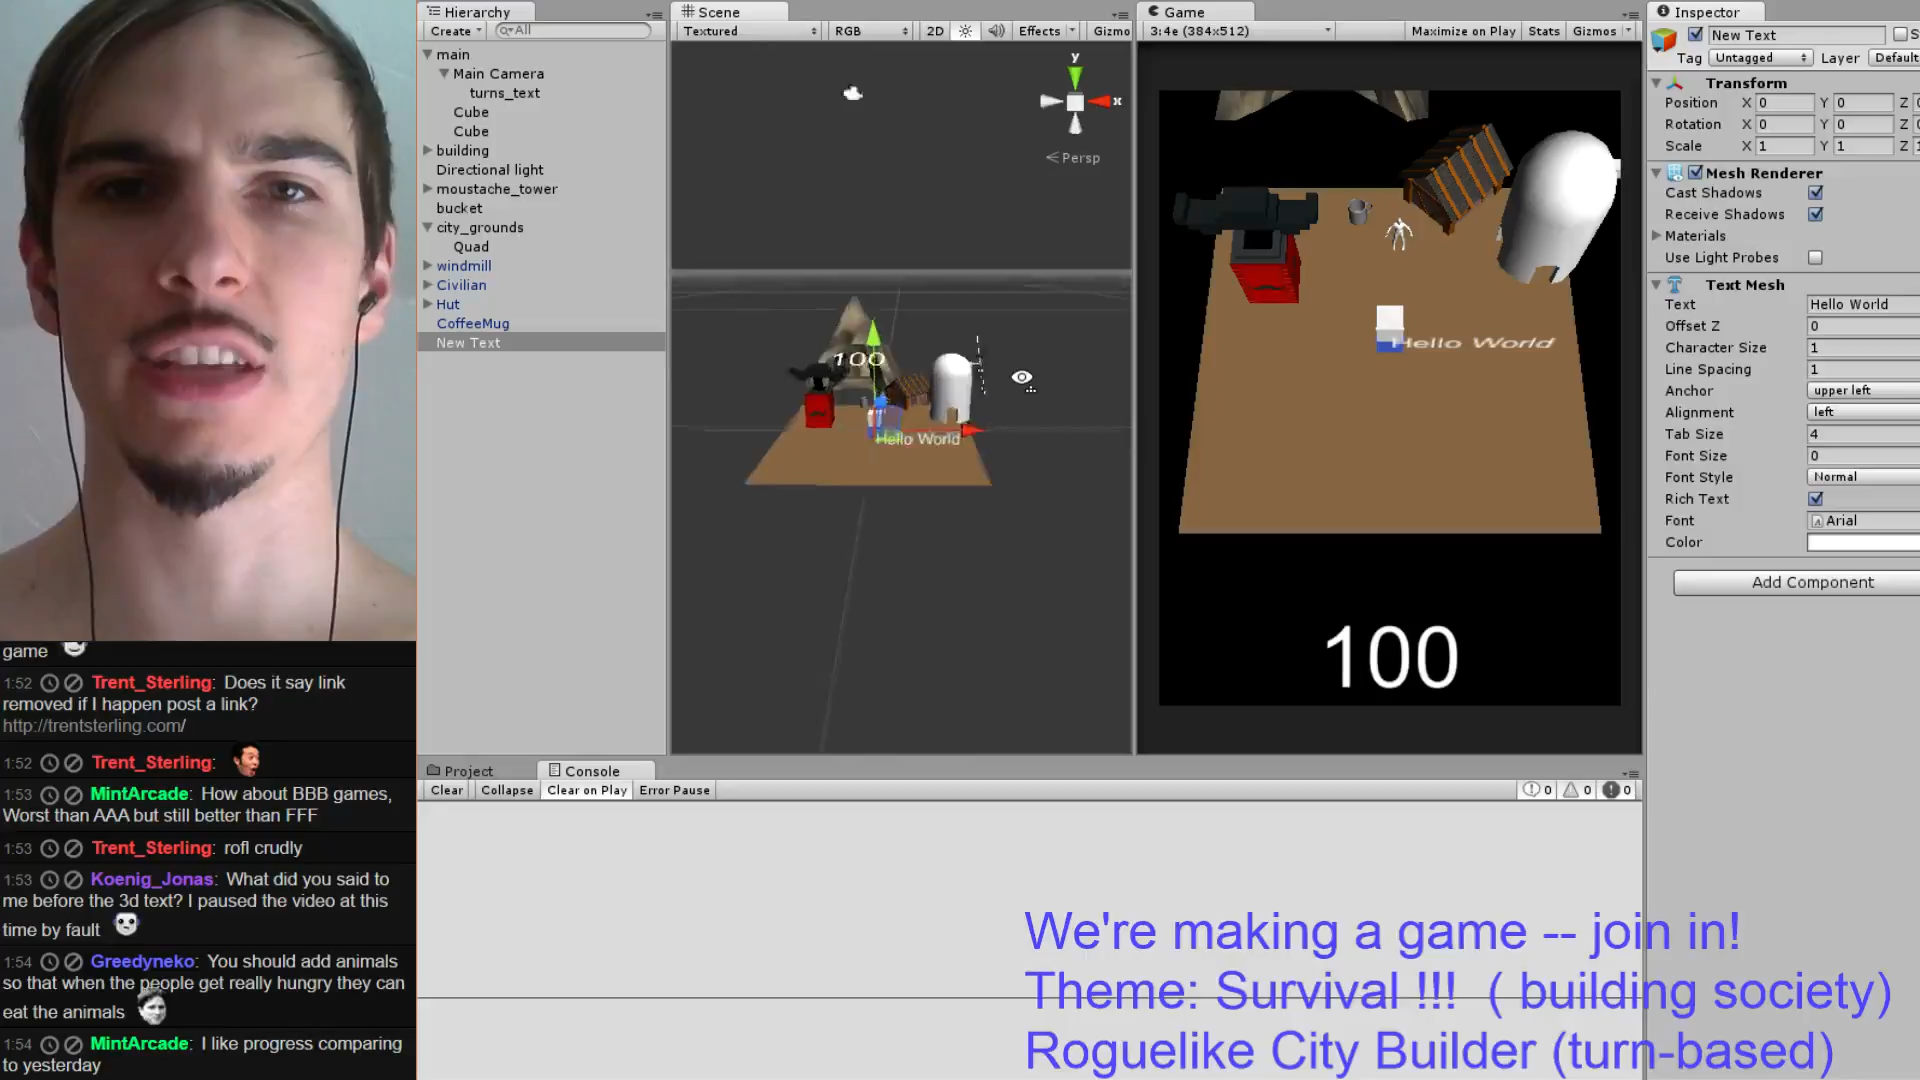 game
1:52 Trent_Sterling: Does it say link
removed if I happen post a link?
http://trentsterling.com/
1:52 Trent_Sterling:
1:53 MintArcade: How about BBB games,
Worst than AAA but still better than FFF
1:53 Trent_Sterling: rofl crudly
1:53 Koenig_Jonas: What did you said to
me before the 3d text? I paused the video at this
time by fault
1:54 Greedyneko: You should add animals
so that when the people get really hungry they can
eat the animals
1:54 MintArcade: I like progress comparing
to yesterday
Hierarchy
Create All
main
Main Camera
turns_text
Cube
Cube
building
Directional light
moustache_tower
bucket
city_grounds
Quad
windmill
Civilian
Hut
CoffeeMug
New Text
Scene
Textured RGB 2D Effects Gizmo
y
x
Persp
100
Hello World
Game
3:4e (384x512) Maximize on Play Stats Gizmos
Hello World
100
Project Console
Clear Collapse Clear on Play Error Pause 0 0 0
We're making a game -- join in!
Theme: Survival !!! ( building society)
Roguelike City Builder (turn-based)
Inspector
New Text S
Tag Untagged Layer Default
Transform
Position X 0 Y 0 Z
Rotation X 0 Y 0 Z
Scale X 1 Y 1 Z
Mesh Renderer
Cast Shadows
Receive Shadows
Materials
Use Light Probes
Text Mesh
Text Hello World
Offset Z 0
Character Size 1
Line Spacing 1
Anchor upper left
Alignment left
Tab Size 4
Font Size 0
Font Style Normal
Rich Text
Font Arial
Color
Add Component